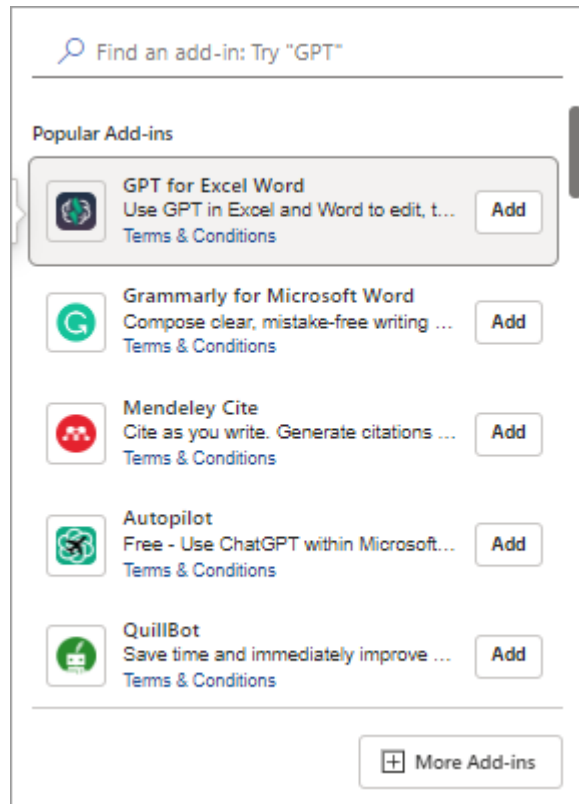 Find an add-in: Try "GPT"
Popular Add-ins
GPT for Excel Word
Use GPT in Excel and Word to edit, t...
Add
Terms & Conditions
Grammarly for Microsoft Word
Compose clear, mistake-free writing ...
Add
Terms & Conditions
Mendeley Cite
Cite as you write. Generate citations ...
Add
Terms & Conditions
Autopilot
Free - Use ChatGPT within Microsoft...
Add
Terms & Conditions
QuillBot
Save time and immediately improve ...
Add
Terms & Conditions
More Add-ins